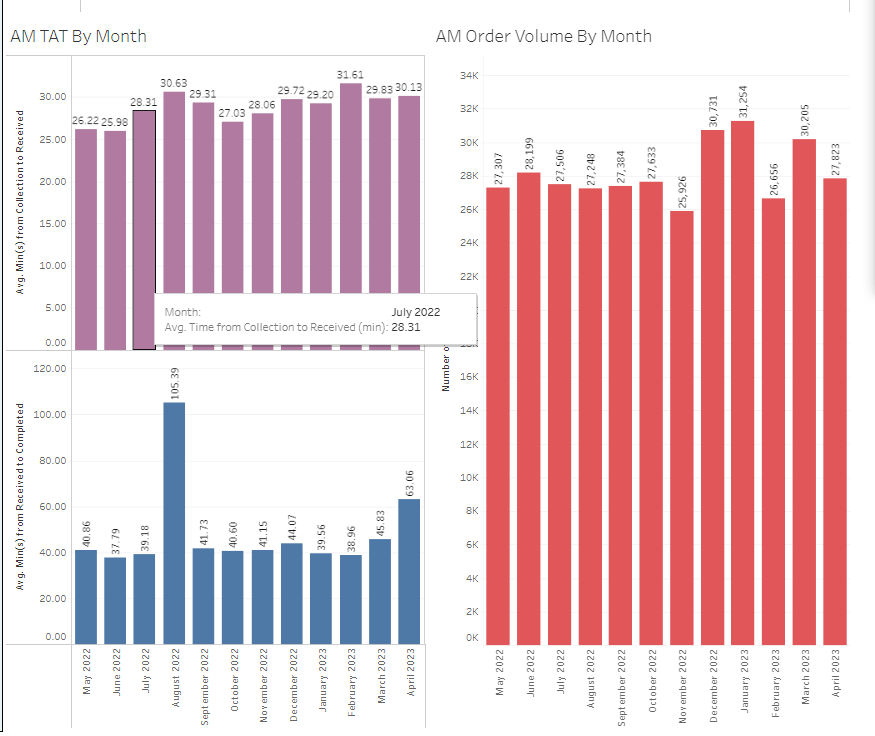 AM TAT By Month
Avg. Min(s) from Collection to Received
30.00
25.00
20.00
15.00
10.00
5.00
0.00
26.22
25.98
28.31
30.63
29.31
27.03
28.06
29.72
29.20
31.61
29.83
30.13
Month: July 2022
Avg. Time from Collection to Received (min): 28.31
Avg. Min(s) from Received to Completed
120.00
100.00
80.00
60.00
40.00
20.00
0.00
40.86
37.79
39.18
105.39
41.73
40.60
41.15
44.07
39.56
38.96
45.83
63.06
May 2022
June 2022
July 2022
August 2022
September 2022
October 2022
November 2022
December 2022
January 2023
February 2023
March 2023
April 2023
AM Order Volume By Month
Number o
34K
32K
30K
28K
26K
24K
22K
16K
14K
12K
10K
8K
6K
4K
2K
0K
27,307
28,199
27,506
27,248
27,384
27,633
25,926
30,731
31,254
26,656
30,205
27,823
May 2022
June 2022
July 2022
August 2022
September 2022
October 2022
November 2022
December 2022
January 2023
February 2023
March 2023
April 2023